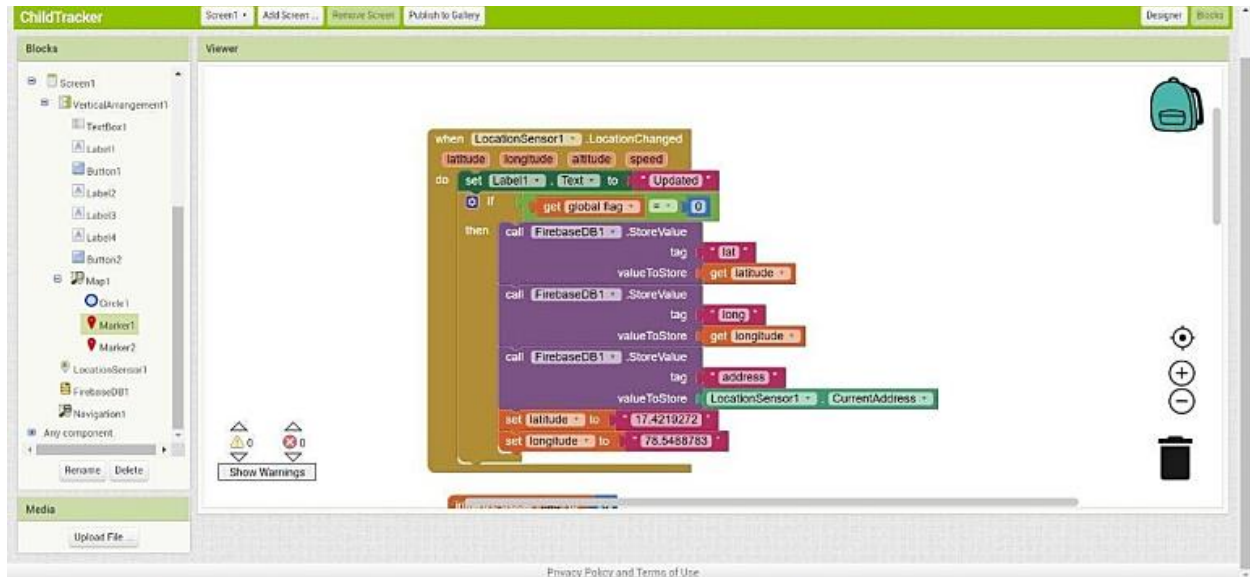 ChildTracker Screen1 Add Screen ... Remove Screen Publish to Gallery Designer Blocks
Blocks
Viewer
Screen1
VerticalArrangement1
TextBox1
Label1
Button1
Label2
Label3
Label4
Button2
Map1
Circle1
Marker1
Marker2
LocationSensor1
FirebaseDB1
Navigation1
Any component
Rename Delete
Media
Upload File ...
when LocationSensor1 .LocationChanged
latitude longitude altitude speed
do set Label1 . Text to " Updated "
if get global flag = 0
then call FirebaseDB1 .StoreValue
tag " lat "
valueToStore get latitude
call FirebaseDB1 .StoreValue
tag " long "
valueToStore get longitude
call FirebaseDB1 .StoreValue
tag " address "
valueToStore LocationSensor1 . CurrentAddress
set latitude to " 17.4219272 "
set longitude to " 78.5488783 "
0 0
Show Warnings
Privacy Policy and Terms of Use